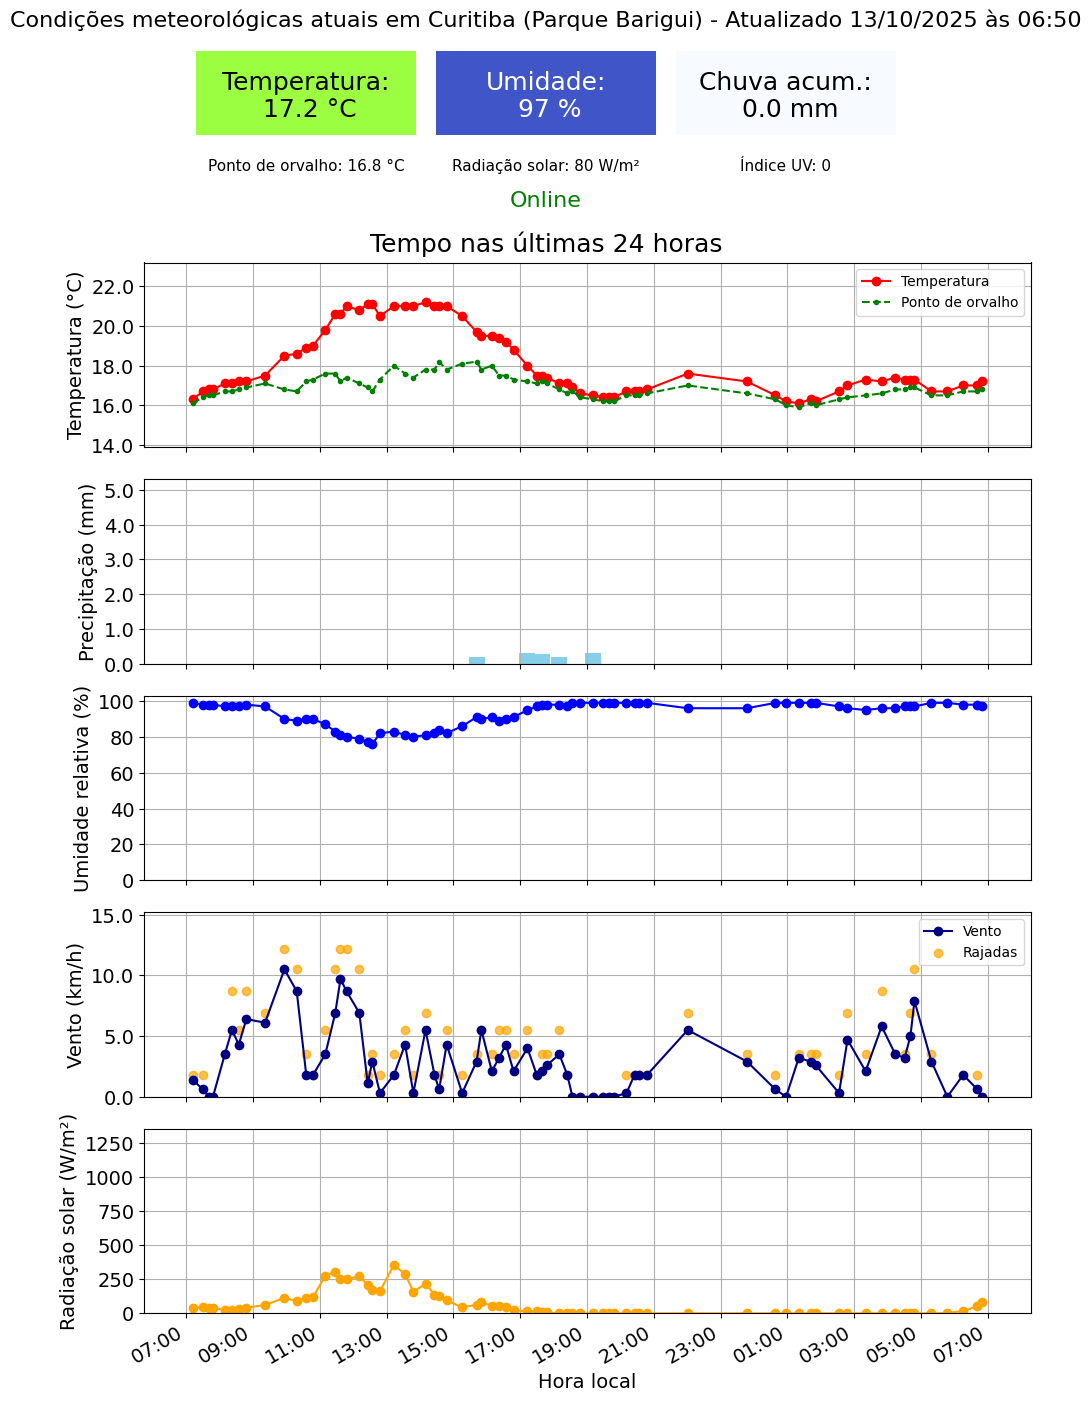 Condições meteorológicas atuais em Curitiba (Parque Barigui) - Atualizado 13/10/2025 às 06:50
Temperatura:
17.2 °C
Umidade:
97 %
Chuva acum.:
0.0 mm
Ponto de orvalho: 16.8 °C
Radiação solar: 80 W/m²
Índice UV: 0
Online
Tempo nas últimas 24 horas
Temperatura (°C)
22.0
20.0
18.0
16.0
14.0
Temperatura
Ponto de orvalho
Precipitação (mm)
5.0
4.0
3.0
2.0
1.0
0.0
Umidade relativa (%)
100
80
60
40
20
0
Vento (km/h)
15.0
10.0
5.0
0.0
Vento
Rajadas
Radiação solar (W/m²)
1250
1000
750
500
250
0
07:00 09:00 11:00 13:00 15:00 17:00 19:00 21:00 23:00 01:00 03:00 05:00 07:00
Hora local